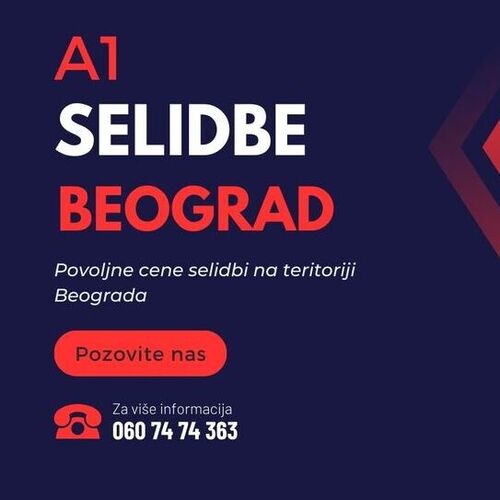 A1
SELIDBE
BEOGRAD
Povoljne cene selidbi na teritoriji
Beograda
Pozovite nas
Za više informacija
060 74 74 363